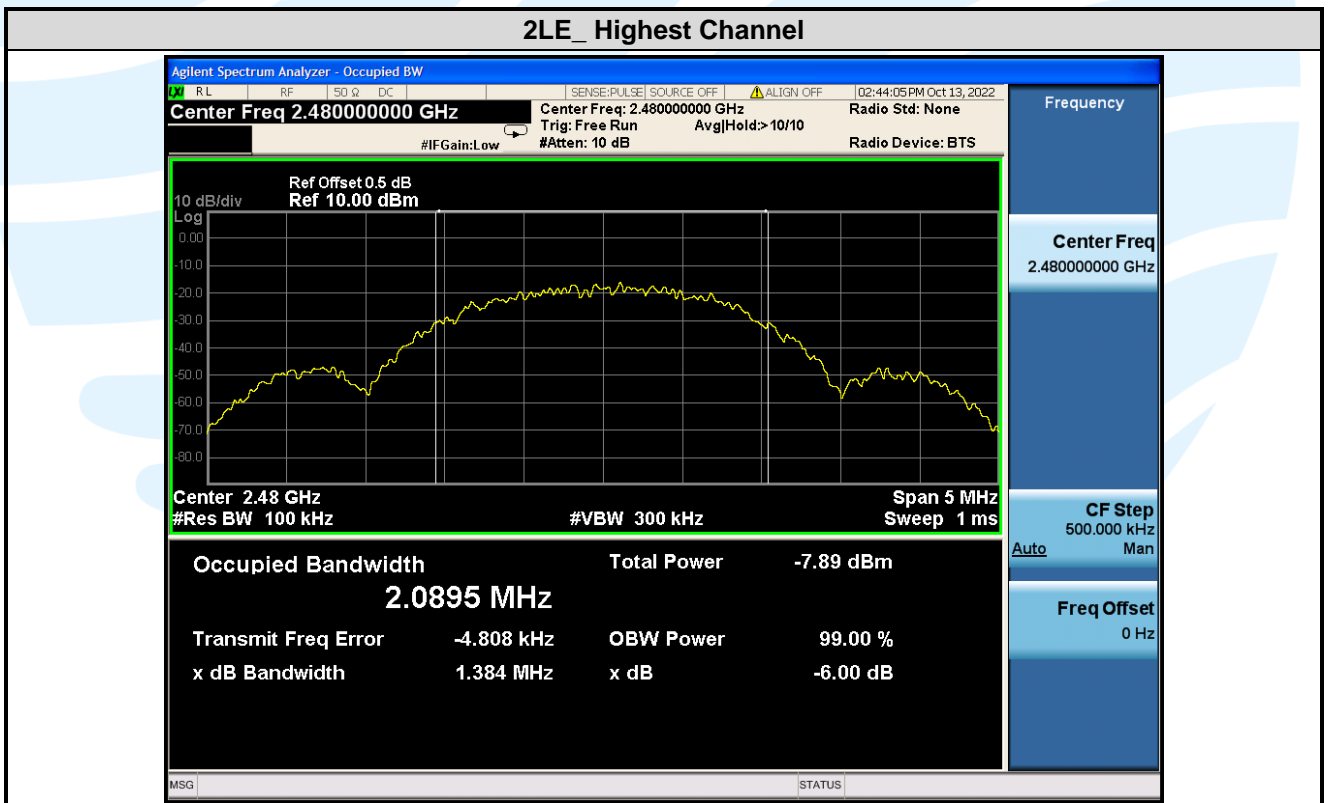 2LE_ Highest Channel
Agilent Spectrum Analyzer - Occupied BW
LXI RL RF 50 Ω DC SENSE:PULSE SOURCE OFF ALIGN OFF 02:44:05 PM Oct 13, 2022
Center Freq 2.480000000 GHz
Center Freq: 2.480000000 GHz Radio Std: None
Trig: Free Run Avg|Hold:>10/10
#IFGain:Low #Atten: 10 dB Radio Device: BTS
Ref Offset 0.5 dB
10 dB/div Ref 10.00 dBm
Log
0.00
-10.0
-20.0
-30.0
-40.0
-50.0
-60.0
-70.0
-80.0
Center 2.48 GHz Span 5 MHz
#Res BW 100 kHz #VBW 300 kHz Sweep 1 ms
Occupied Bandwidth Total Power -7.89 dBm
2.0895 MHz
Transmit Freq Error -4.808 kHz OBW Power 99.00 %
x dB Bandwidth 1.384 MHz x dB -6.00 dB
Frequency
Center Freq
2.480000000 GHz
CF Step
500.000 kHz
Auto Man
Freq Offset
0 Hz
MSG STATUS